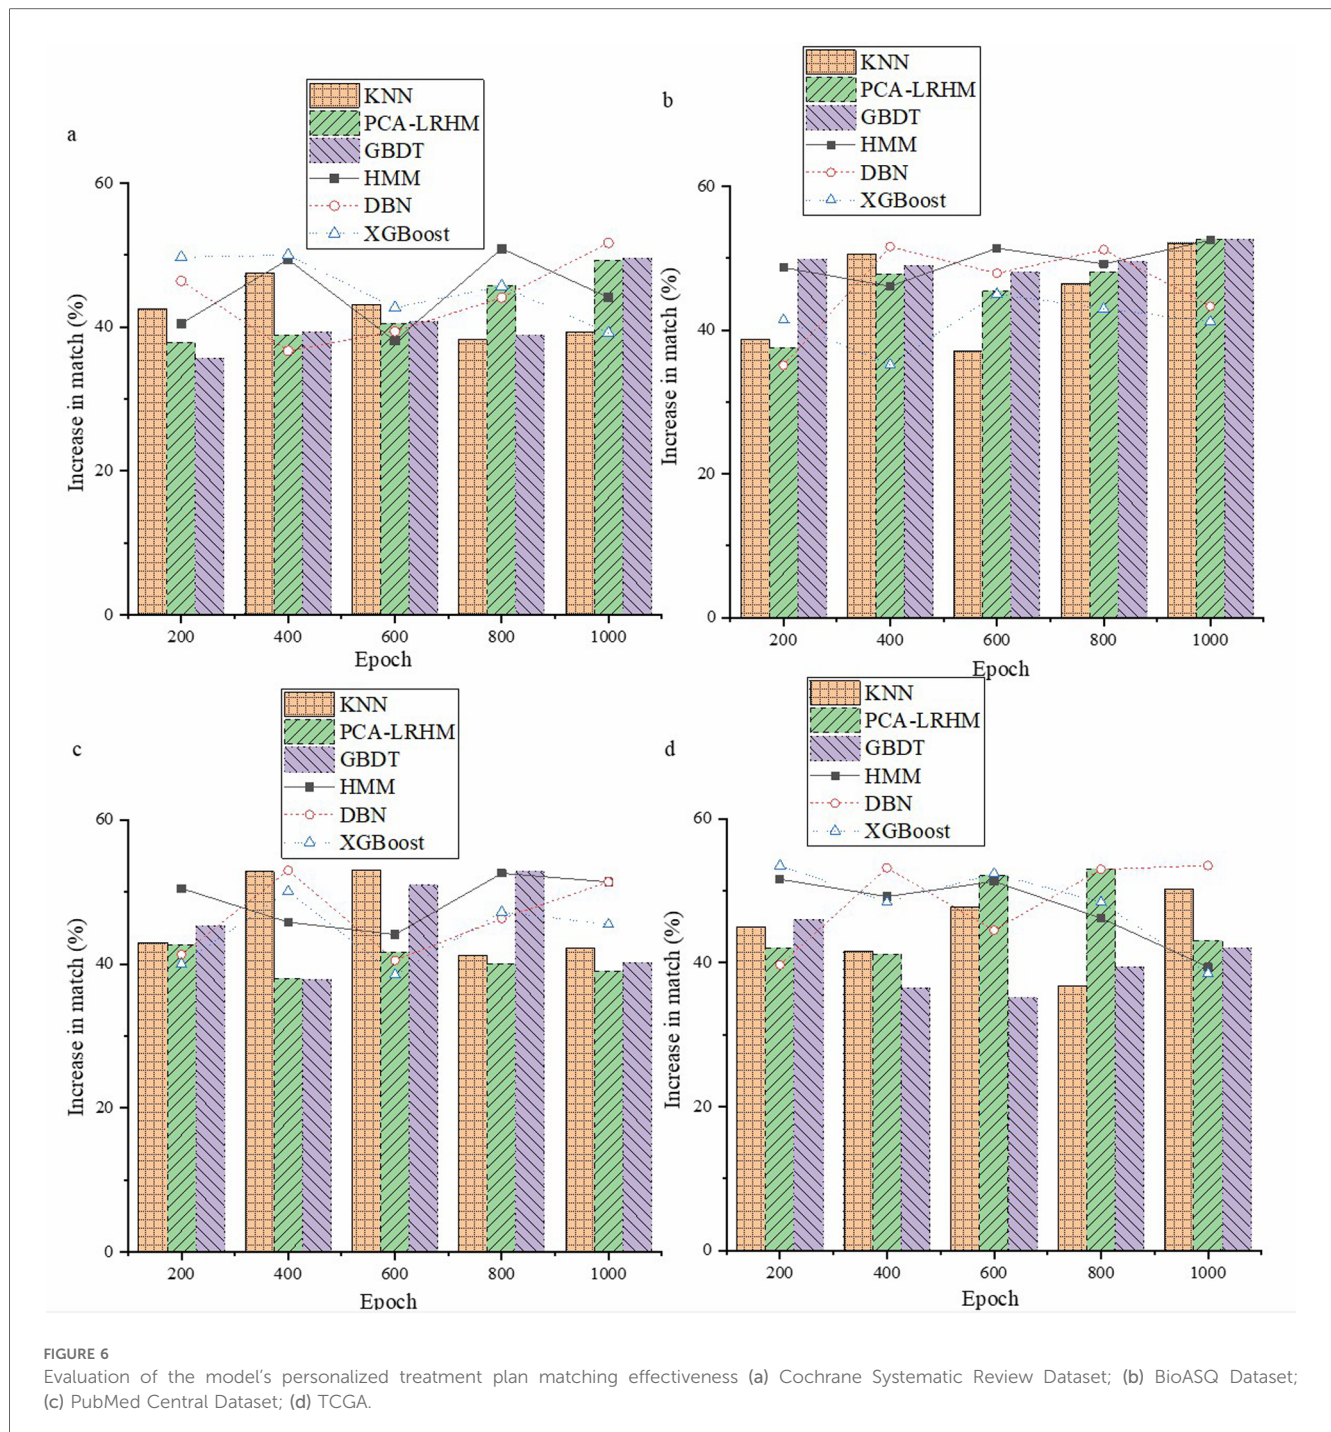 a
KNN
PCA-LRHM
GBDT
HMM
DBN
XGBoost
Increase in match (%)
60
40
20
0
200 400 600 800 1000
Epoch
b
KNN
PCA-LRHM
GBDT
HMM
DBN
XGBoost
Increase in match (%)
60
40
20
0
200 400 600 800 1000
Epoch
c
KNN
PCA-LRHM
GBDT
HMM
DBN
XGBoost
Increase in match (%)
60
40
20
0
200 400 600 800 1000
Epoch
d
KNN
PCA-LRHM
GBDT
HMM
DBN
XGBoost
Increase in match (%)
60
40
20
0
200 400 600 800 1000
Epoch
FIGURE 6
Evaluation of the model's personalized treatment plan matching effectiveness (a) Cochrane Systematic Review Dataset; (b) BioASQ Dataset;
(c) PubMed Central Dataset; (d) TCGA.